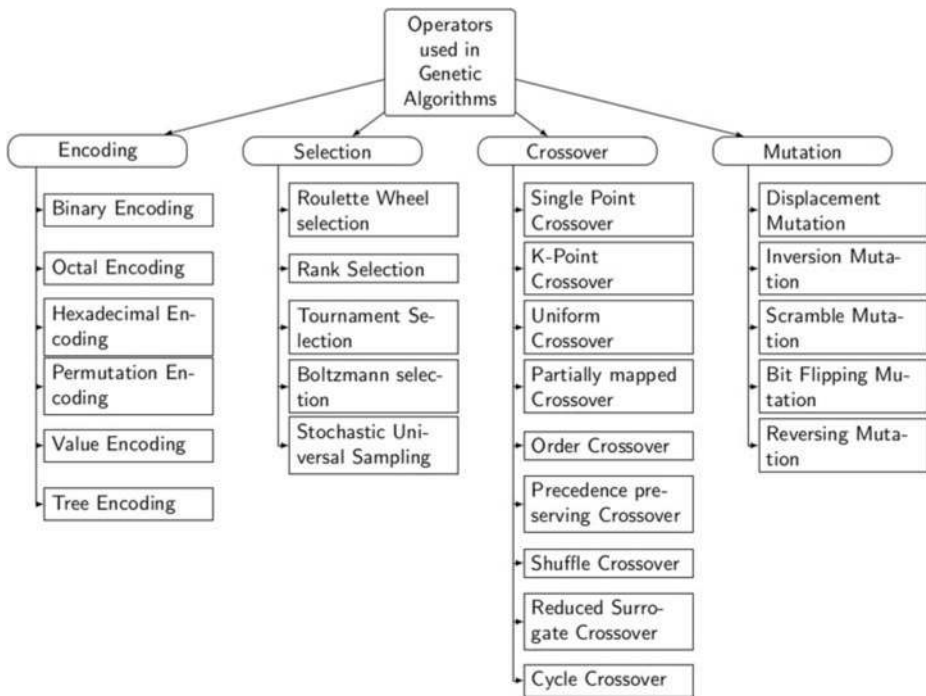 Operators
used in
Genetic
Algorithms
Encoding
Binary Encoding
Octal Encoding
Hexadecimal En-
coding
Permutation En-
coding
Value Encoding
Tree Encoding
Selection
Roulette Wheel
selection
Rank Selection
Tournament Se-
lection
Boltzmann selec-
tion
Stochastic Uni-
versal Sampling
Crossover
Single Point
Crossover
K-Point
Crossover
Uniform
Crossover
Partially mapped
Crossover
Order Crossover
Precedence pre-
serving Crossover
Shuffle Crossover
Reduced Surro-
gate Crossover
Cycle Crossover
Mutation
Displacement
Mutation
Inversion Muta-
tion
Scramble Muta-
tion
Bit Flipping Mu-
tation
Reversing Muta-
tion